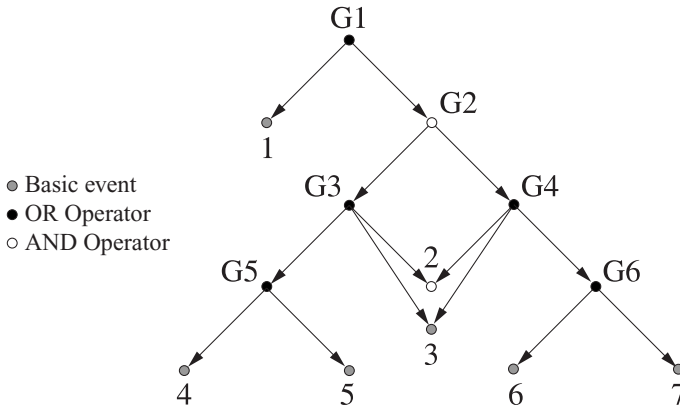 G1
G2
1
Basic event
OR Operator
AND Operator
G3
G4
G5
2
G6
3
4
5
6
7